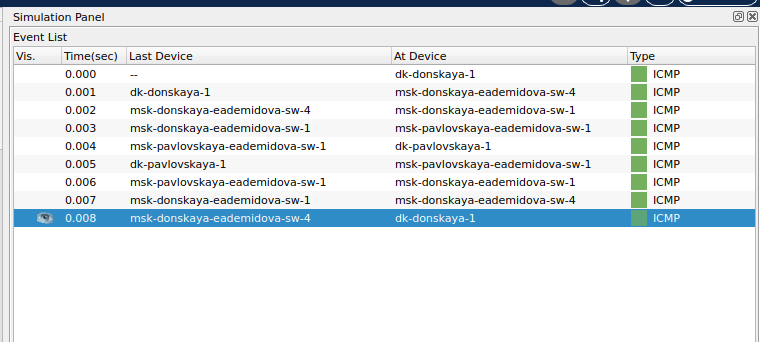 Simulation Panel
Event List
Vis. Time(sec) Last Device At Device Type
0.000 -- dk-donskaya-1 ICMP
0.001 dk-donskaya-1 msk-donskaya-eademidova-sw-4 ICMP
0.002 msk-donskaya-eademidova-sw-4 msk-donskaya-eademidova-sw-1 ICMP
0.003 msk-donskaya-eademidova-sw-1 msk-pavlovskaya-eademidova-sw-1 ICMP
0.004 msk-pavlovskaya-eademidova-sw-1 dk-pavlovskaya-1 ICMP
0.005 dk-pavlovskaya-1 msk-pavlovskaya-eademidova-sw-1 ICMP
0.006 msk-pavlovskaya-eademidova-sw-1 msk-donskaya-eademidova-sw-1 ICMP
0.007 msk-donskaya-eademidova-sw-1 msk-donskaya-eademidova-sw-4 ICMP
0.008 msk-donskaya-eademidova-sw-4 dk-donskaya-1 ICMP